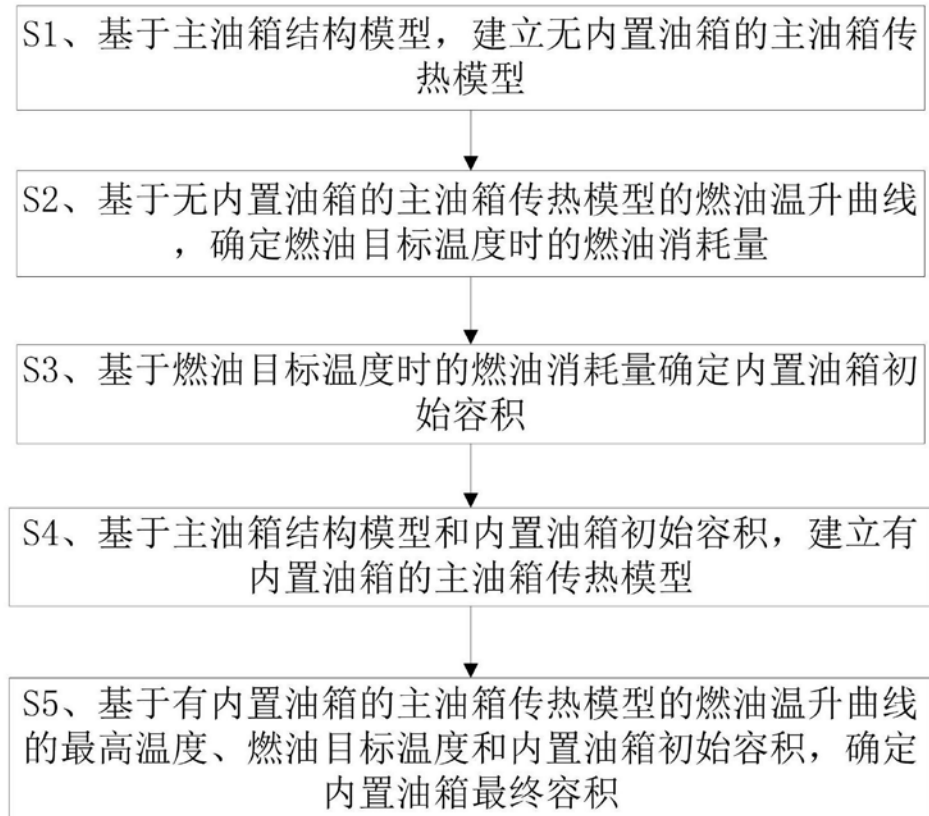 S1、基于主油箱结构模型，建立无内置油箱的主油箱传
热模型
S2、基于无内置油箱的主油箱传热模型的燃油温升曲线
，确定燃油目标温度时的燃油消耗量
S3、基于燃油目标温度时的燃油消耗量确定内置油箱初
始容积
S4、基于主油箱结构模型和内置油箱初始容积，建立有
内置油箱的主油箱传热模型
S5、基于有内置油箱的主油箱传热模型的燃油温升曲线
的最高温度、燃油目标温度和内置油箱初始容积，确定
内置油箱最终容积